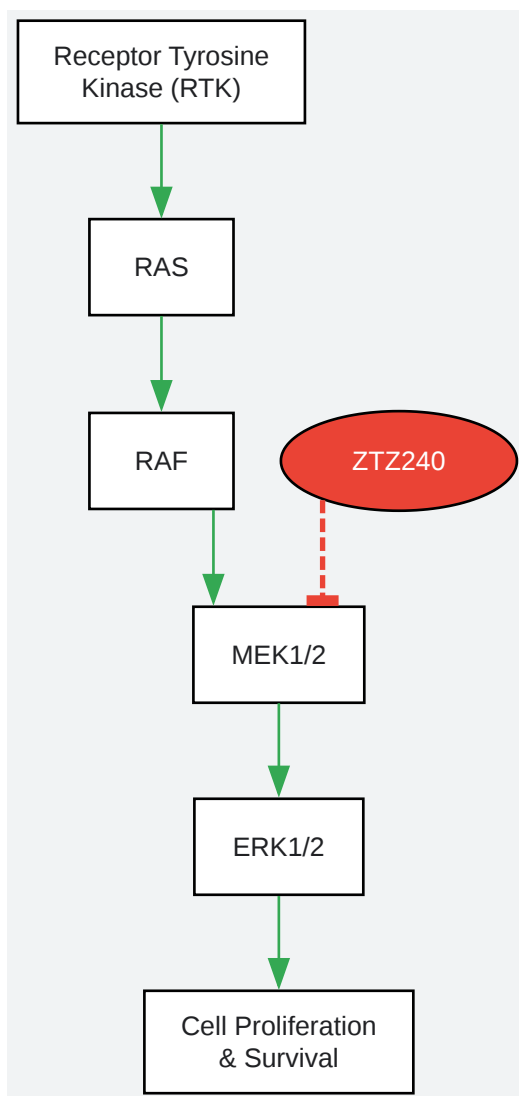 Receptor Tyrosine
Kinase (RTK)
RAS
RAF
ZTZ240
MEK1/2
ERK1/2
Cell Proliferation
& Survival